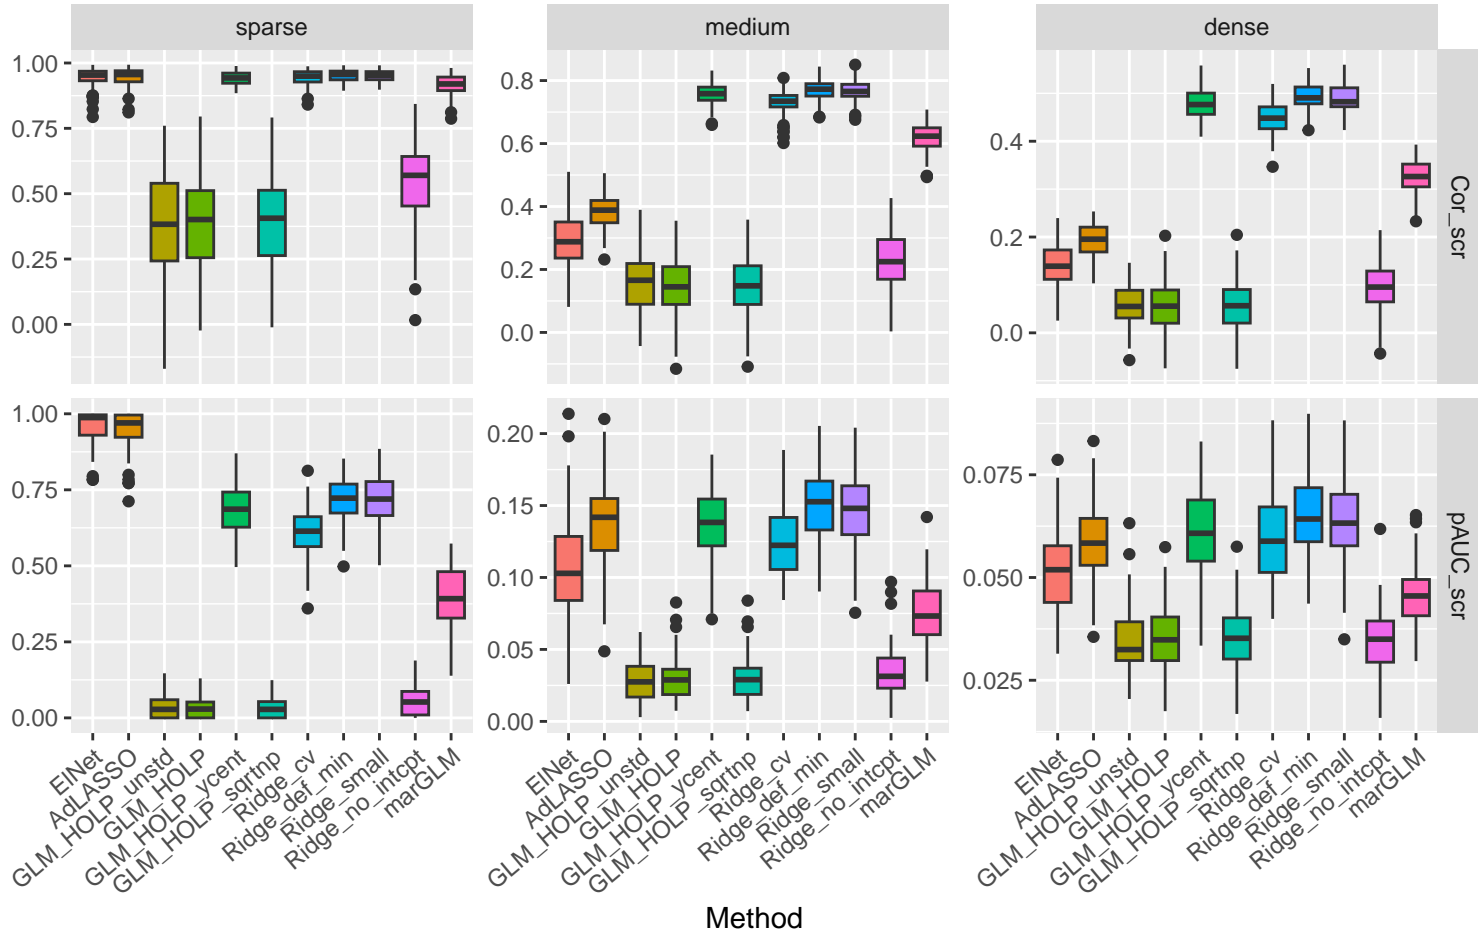 sparse
medium
dense
1.00
0.75
0.50
0.25
0.00
0.8
0.6
0.4
0.2
0.0
0.4
0.2
0.0
Cor_scr
1.00
0.75
0.50
0.25
0.00
0.20
0.15
0.10
0.05
0.00
0.075
0.050
0.025
pAUC_scr
ElNet
AdLASSO
GLM_HOLP_unstd
GLM_HOLP
GLM_HOLP_ycent
GLM_HOLP_sqrtnp
Ridge_cv
Ridge_def_min
Ridge_small
Ridge_no_intcpt
marGLM
ElNet
AdLASSO
GLM_HOLP_unstd
GLM_HOLP
GLM_HOLP_ycent
GLM_HOLP_sqrtnp
Ridge_cv
Ridge_def_min
Ridge_small
Ridge_no_intcpt
marGLM
ElNet
AdLASSO
GLM_HOLP_unstd
GLM_HOLP
GLM_HOLP_ycent
GLM_HOLP_sqrtnp
Ridge_cv
Ridge_def_min
Ridge_small
Ridge_no_intcpt
marGLM
Method